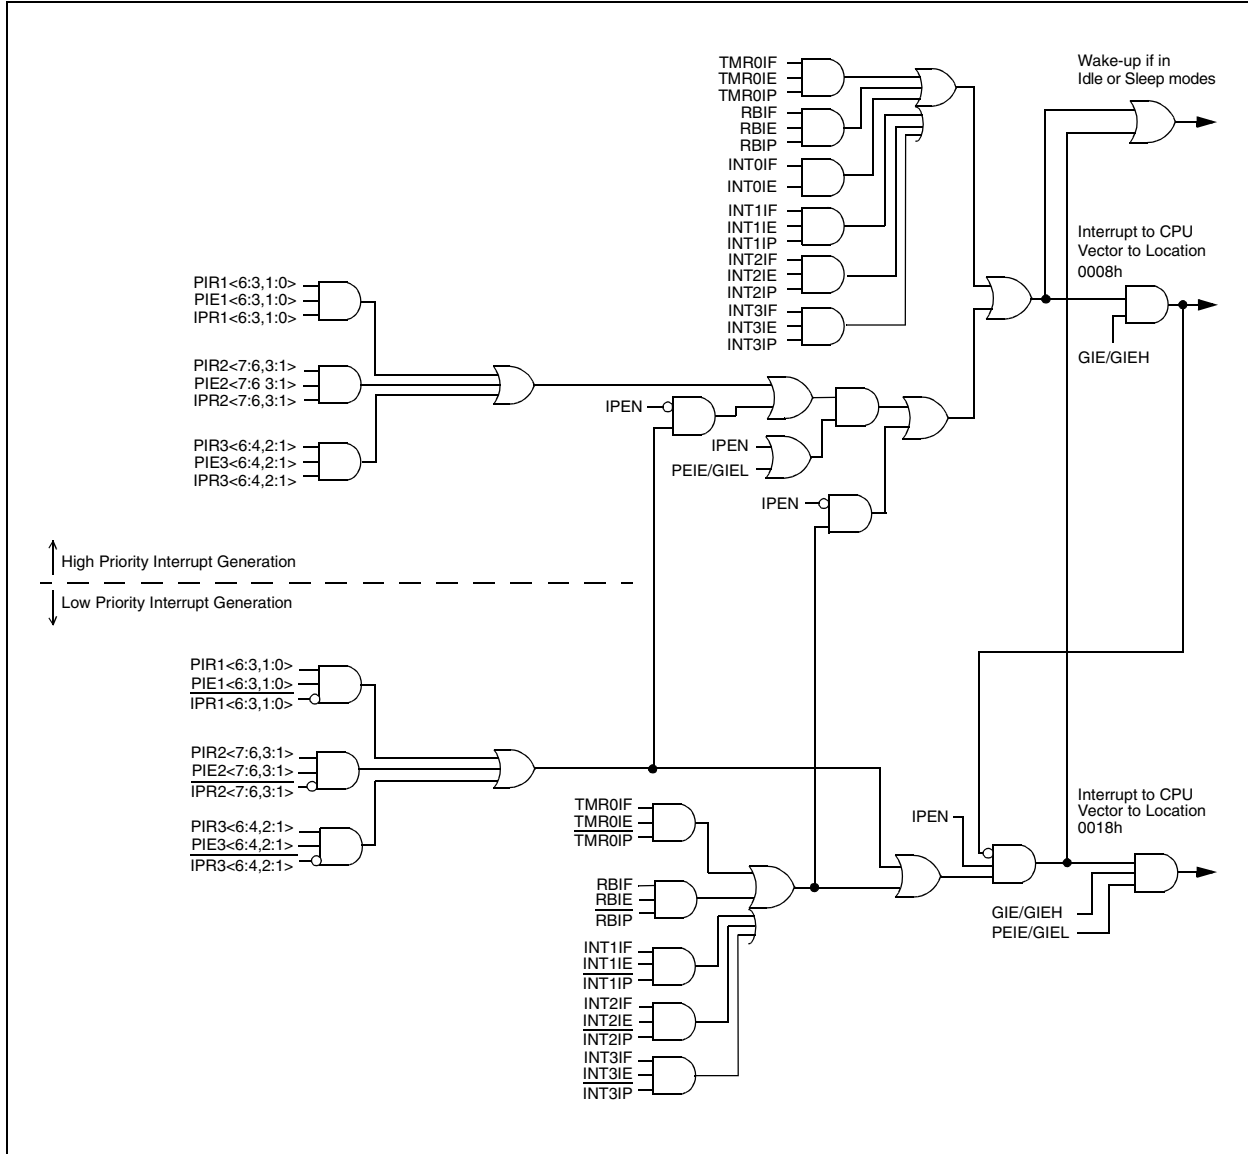 TMR0IF
TMR0IE
TMR0IP
RBIF
RBIE
RBIP
INT0IF
INT0IE
INT1IF
INT1IE
INT1IP
INT2IF
INT2IE
INT2IP
INT3IF
INT3IE
INT3IP
Wake-up if in
Idle or Sleep modes
Interrupt to CPU
Vector to Location
0008h
GIE/GIEH
PIR1<6:3,1:0>
PIE1<6:3,1:0>
IPR1<6:3,1:0>
PIR2<7:6,3:1>
PIE2<7:6 3:1>
IPR2<7:6,3:1>
PIR3<6:4,2:1>
PIE3<6:4,2:1>
IPR3<6:4,2:1>
IPEN
IPEN
PEIE/GIEL
IPEN
High Priority Interrupt Generation
Low Priority Interrupt Generation
PIR1<6:3,1:0>
PIE1<6:3,1:0>
IPR1<6:3,1:0>
PIR2<7:6,3:1>
PIE2<7:6,3:1>
IPR2<7:6,3:1>
PIR3<6:4,2:1>
PIE3<6:4,2:1>
IPR3<6:4,2:1>
TMR0IF
TMR0IE
TMR0IP
RBIF
RBIE
RBIP
INT1IF
INT1IE
INT1IP
INT2IF
INT2IE
INT2IP
INT3IF
INT3IE
INT3IP
IPEN
Interrupt to CPU
Vector to Location
0018h
GIE/GIEH
PEIE/GIEL